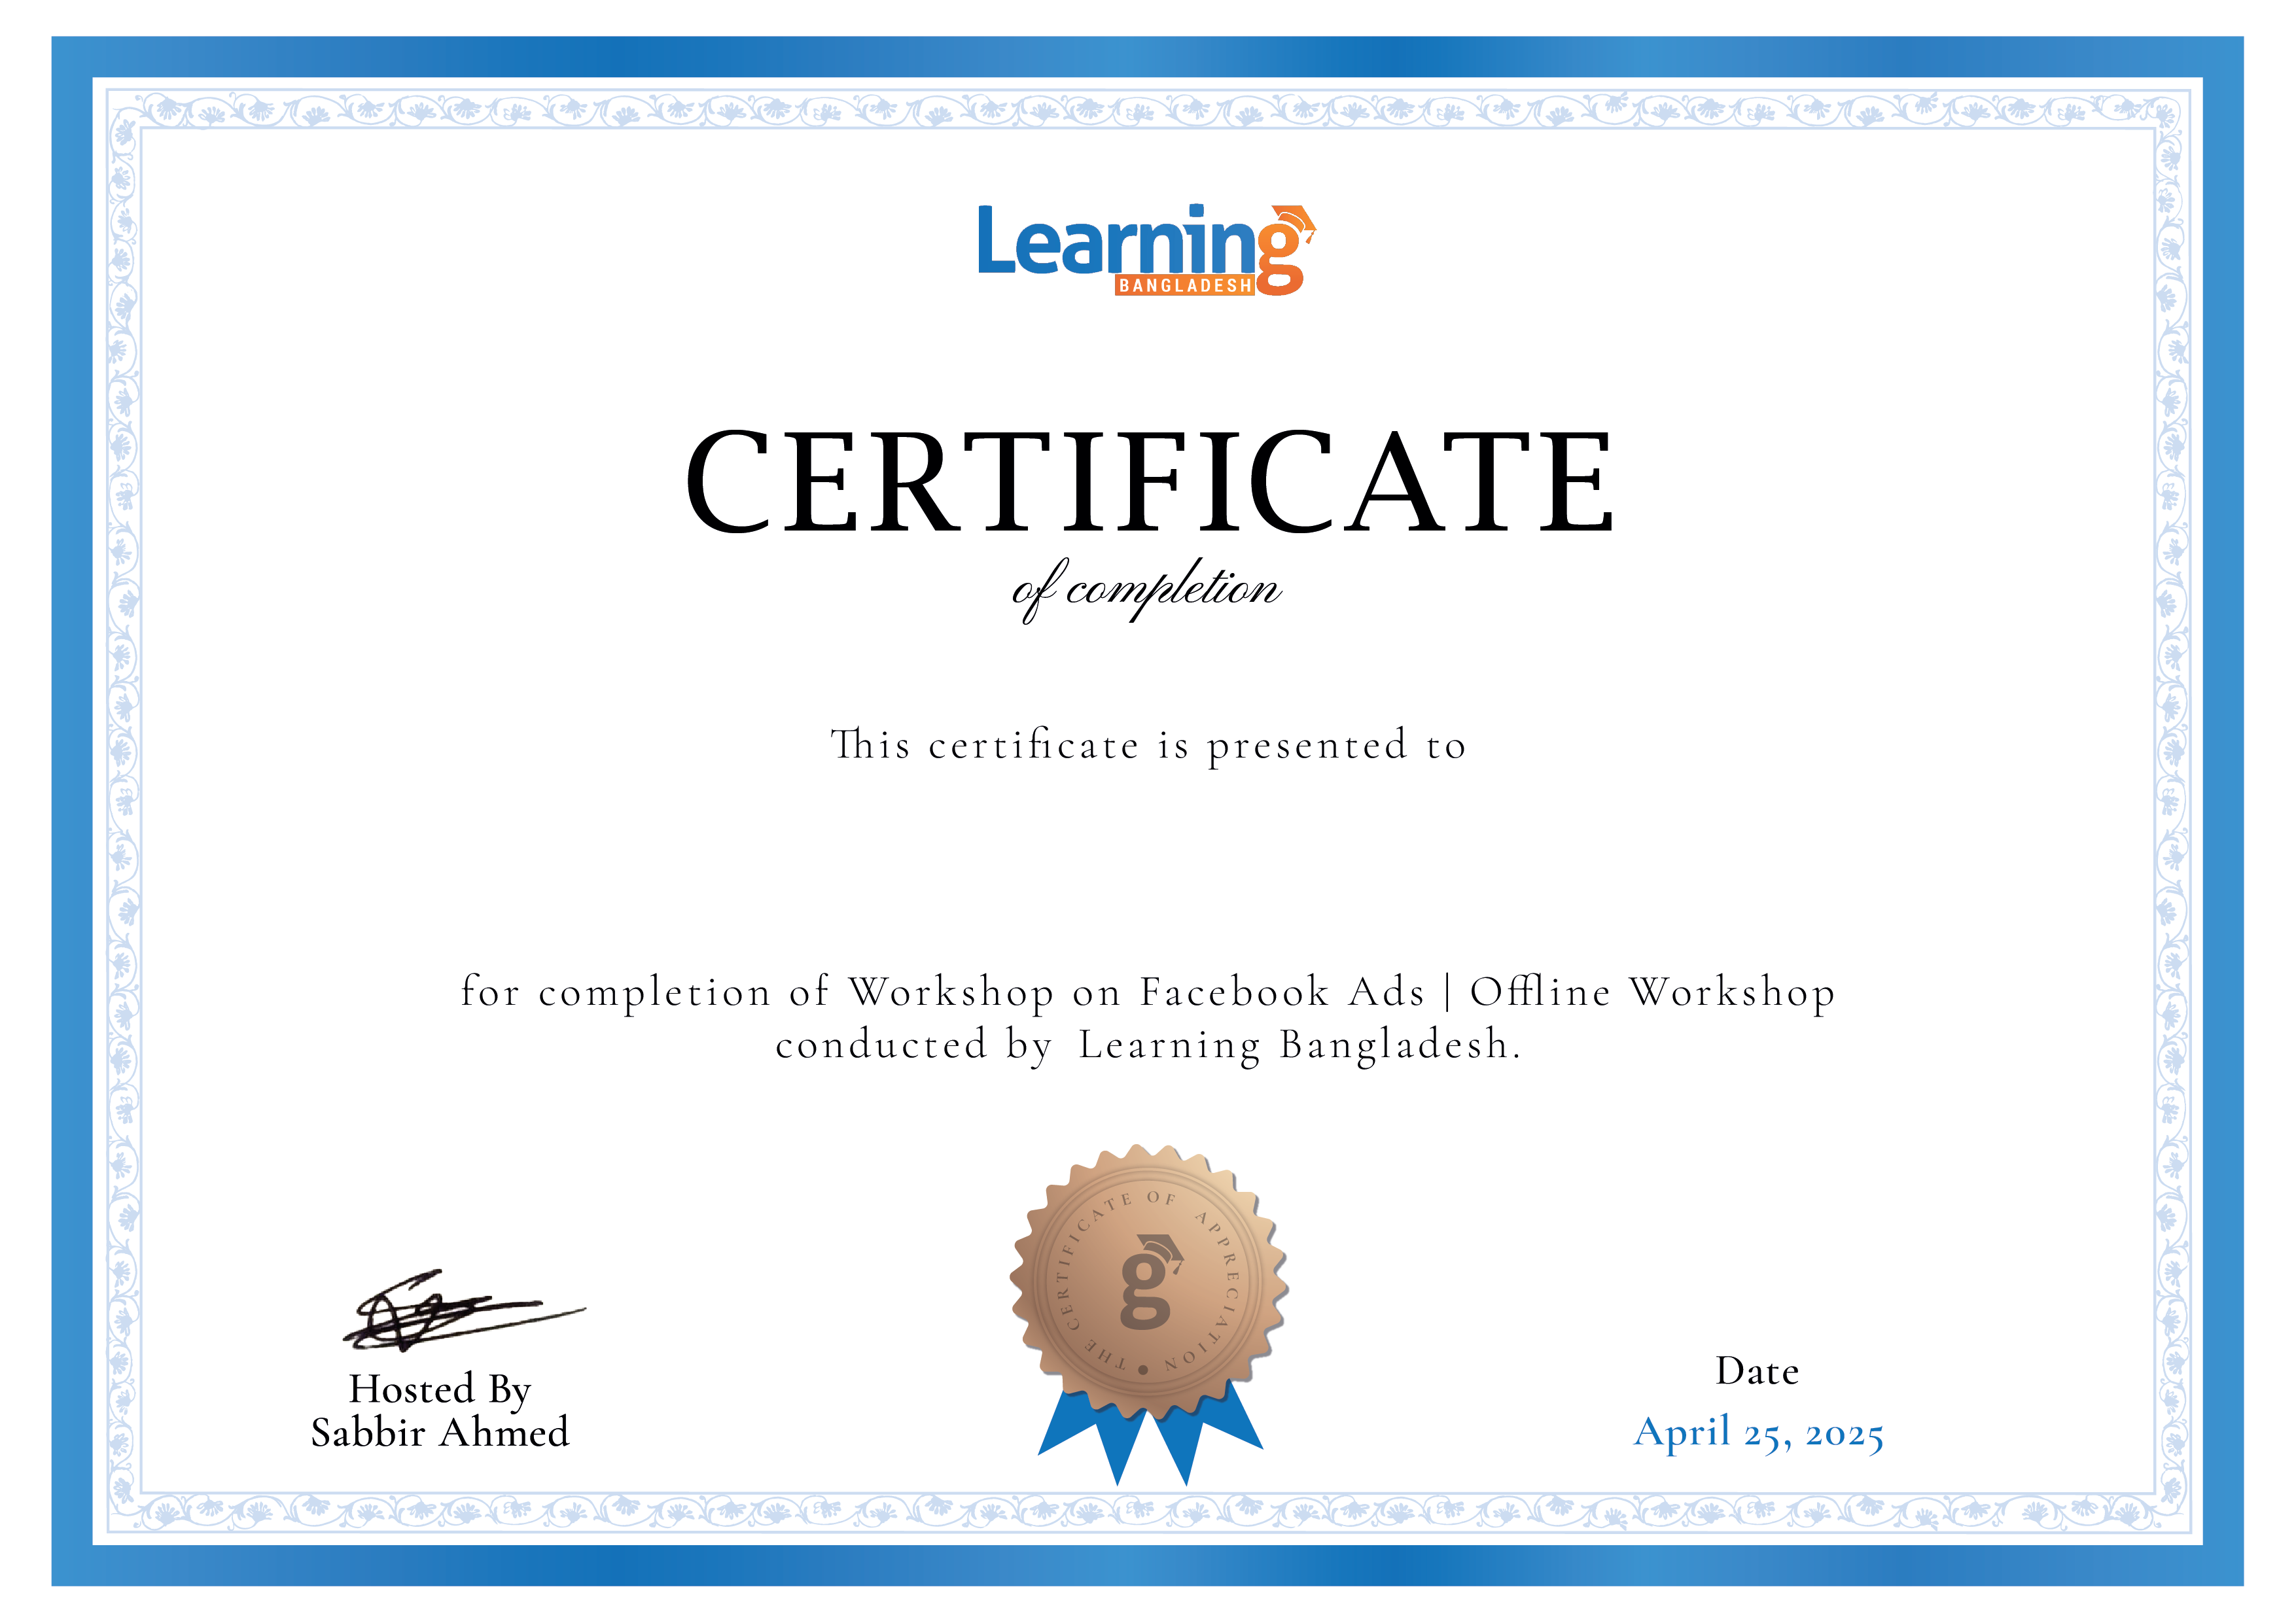 Learning
BANGLADESH
CERTIFICATE
of completion
This certificate is presented to
for completion of Workshop on Facebook Ads | Offline Workshop
conducted by Learning Bangladesh.
THE CERTIFICATE OF APPRECIATION
g
Hosted By
Sabbir Ahmed
Date
April 25, 2025